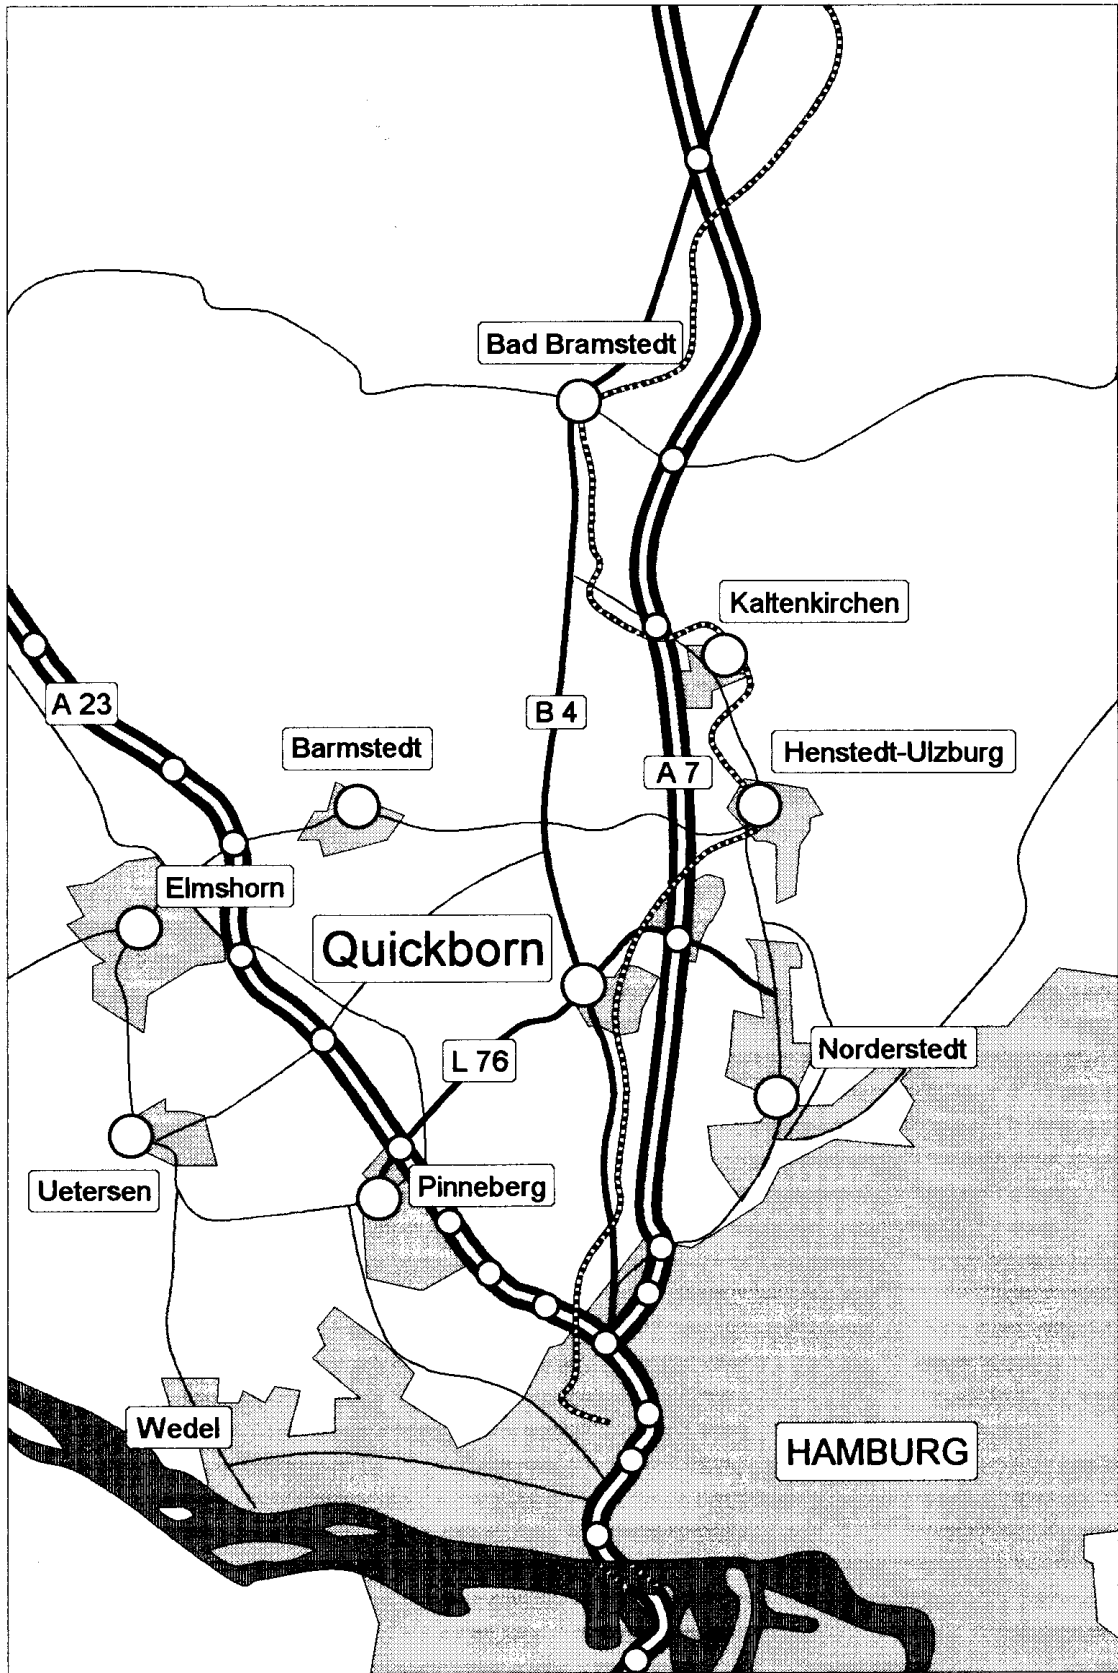 Bad Bramstedt
Kaltenkirchen
A 23
B 4
Barmstedt
Henstedt-Ulzburg
A 7
Elmshorn
Quickborn
Norderstedt
L 76
Uetersen
Pinneberg
Wedel
HAMBURG